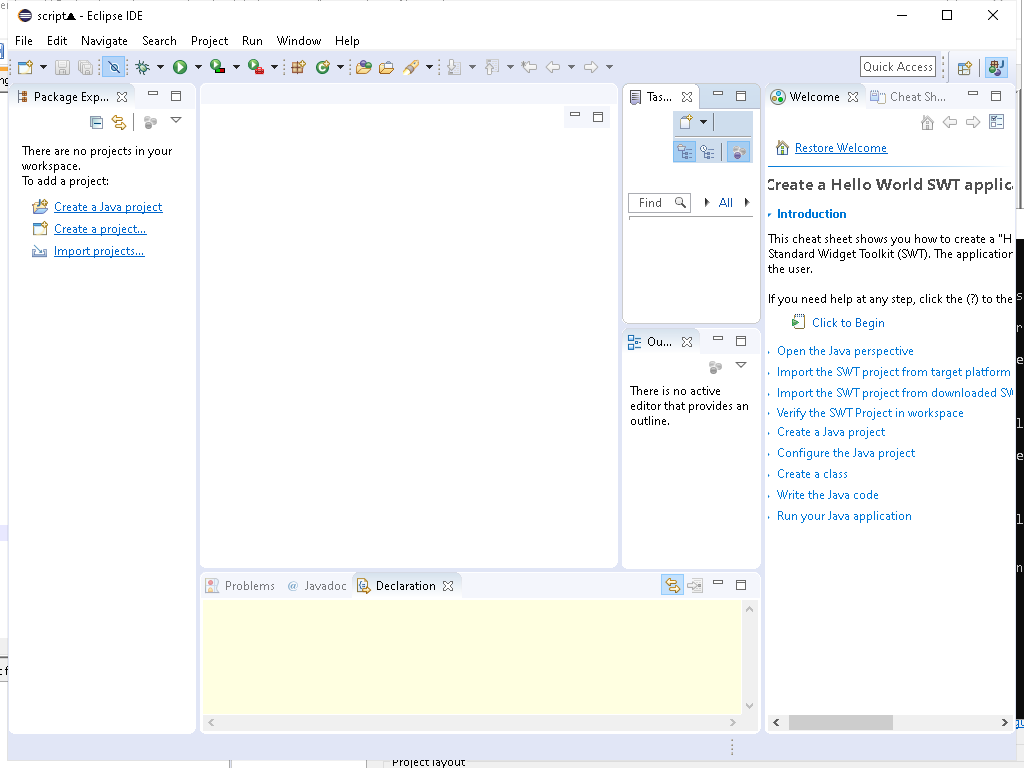 script▲ - Eclipse IDE
File Edit Navigate Search Project Run Window Help
Quick Access
Package Exp...
Tas...
Welcome
Cheat Sh...
There are no projects in your
workspace.
To add a project:
Create a Java project
Create a project...
Import projects...
Find
All
Restore Welcome
Create a Hello World SWT applic
Introduction
This cheat sheet shows you how to create a "H
Standard Widget Toolkit (SWT). The application
the user.
If you need help at any step, click the (?) to the
Click to Begin
Open the Java perspective
Import the SWT project from target platform
Import the SWT project from downloaded SW
Verify the SWT Project in workspace
Create a Java project
Configure the Java project
Create a class
Write the Java code
Run your Java application
Ou...
There is no active
editor that provides an
outline.
Problems
@ Javadoc
Declaration
Project layout